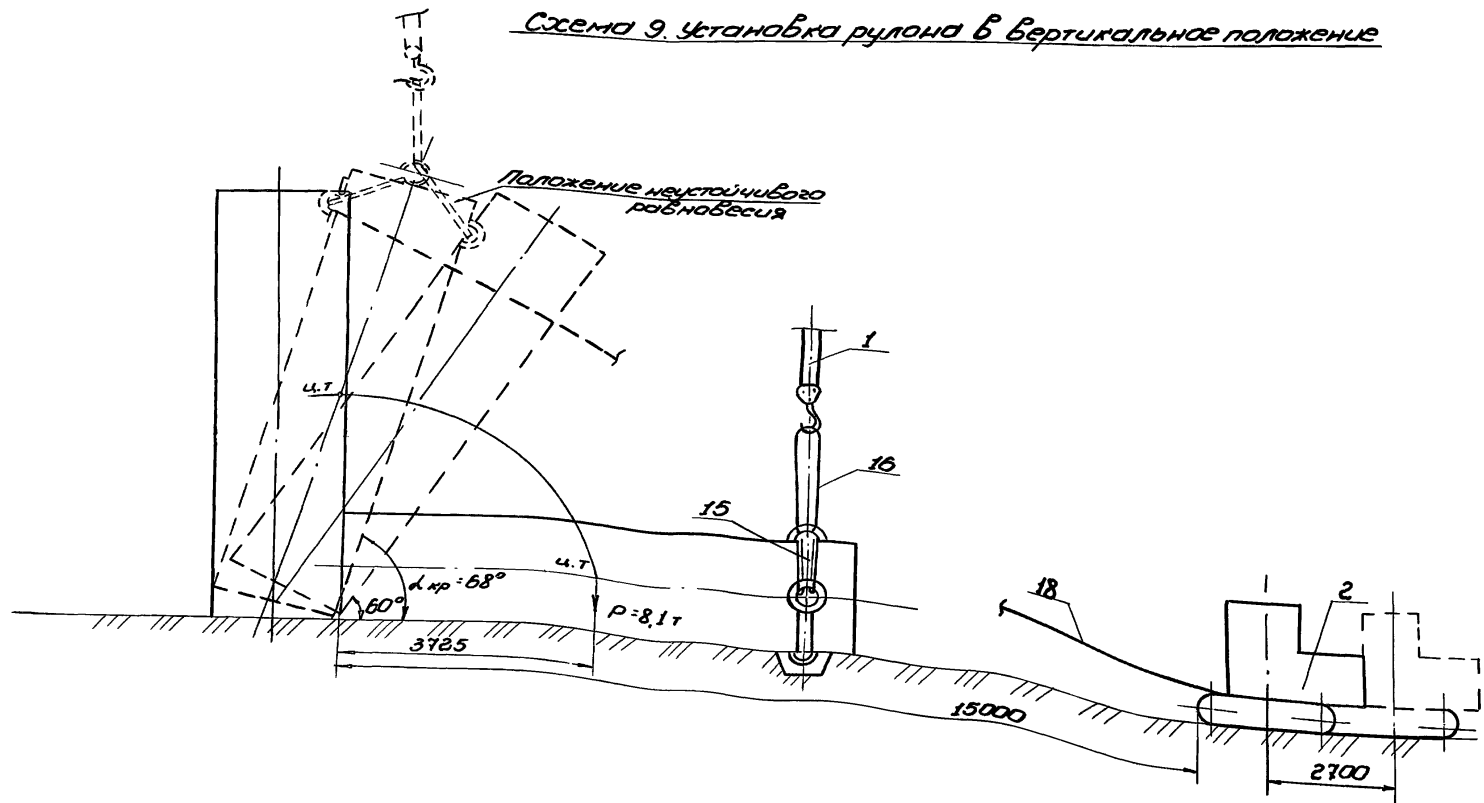 Схема 9. Установка рулона в вертикальное положение
Положение неустойчивого
равновесия
1
16
15
ц.т
ц.т
α кр = 68°
60°
P = 8,1 т
3725
18
2
15000
2700